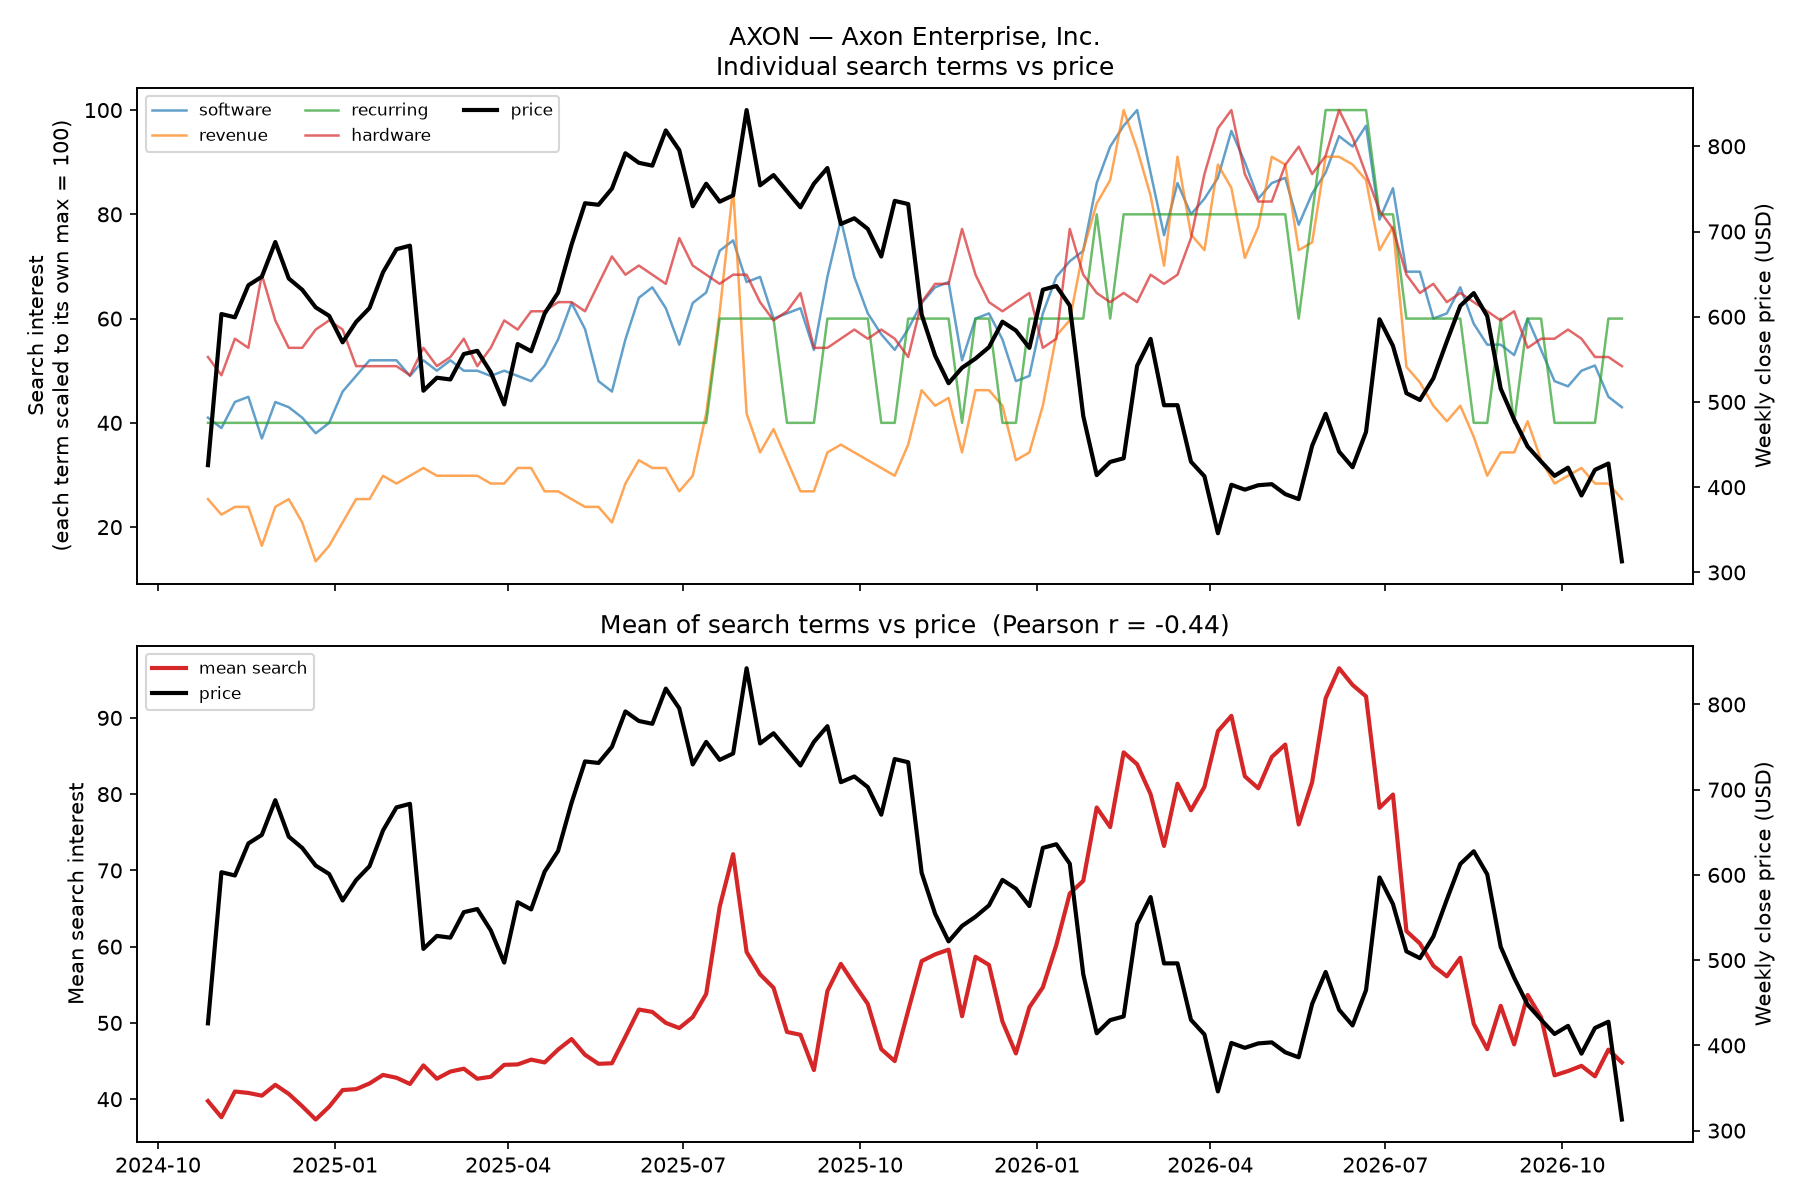 AXON — Axon Enterprise, Inc.
Individual search terms vs price
software
revenue
recurring
hardware
price
Search interest
(each term scaled to its own max = 100)
100
80
60
40
20
Weekly close price (USD)
800
700
600
500
400
300
Mean of search terms vs price (Pearson r = -0.44)
mean search
price
Mean search interest
90
80
70
60
50
40
Weekly close price (USD)
800
700
600
500
400
300
2024-10
2025-01
2025-04
2025-07
2025-10
2026-01
2026-04
2026-07
2026-10